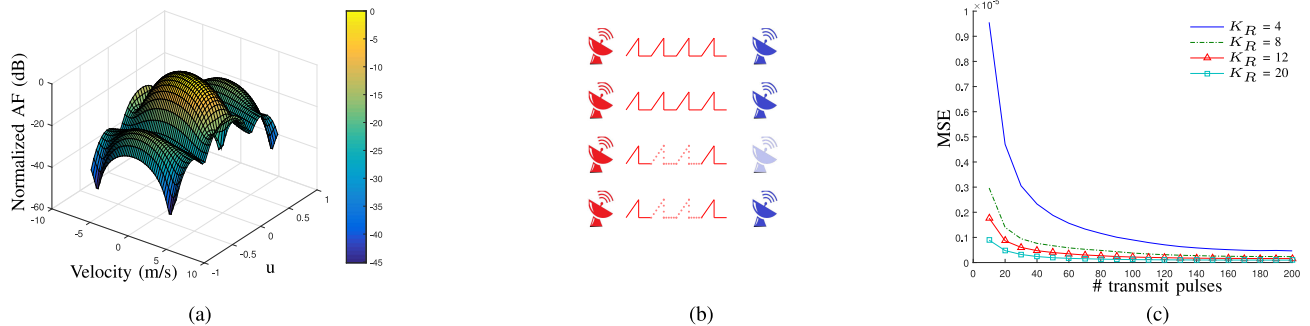 0
-20
-40
-60
Normalized AF (dB)
-10
-5
0
5
10
Velocity (m/s)
-1
-0.5
0
0.5
1
u
0
-5
-10
-15
-20
-25
-30
-35
-40
-45
(a)
(b)
×10⁻⁵
1
0.9
0.8
0.7
0.6
0.5
0.4
0.3
0.2
0.1
0
MSE
0 20 40 60 80 100 120 140 160 180 200
# transmit pulses
K_R = 4
K_R = 8
K_R = 12
K_R = 20
(c)